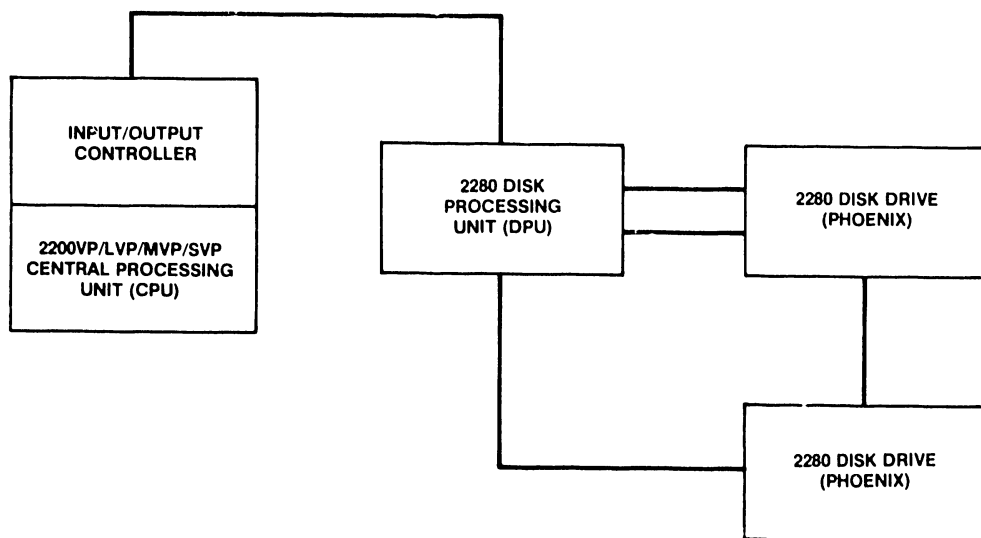 INPUT/OUTPUT
CONTROLLER
2200VP/LVP/MVP/SVP
CENTRAL PROCESSING
UNIT (CPU)
2280 DISK
PROCESSING
UNIT (DPU)
2280 DISK DRIVE
(PHOENIX)
2280 DISK DRIVE
(PHOENIX)